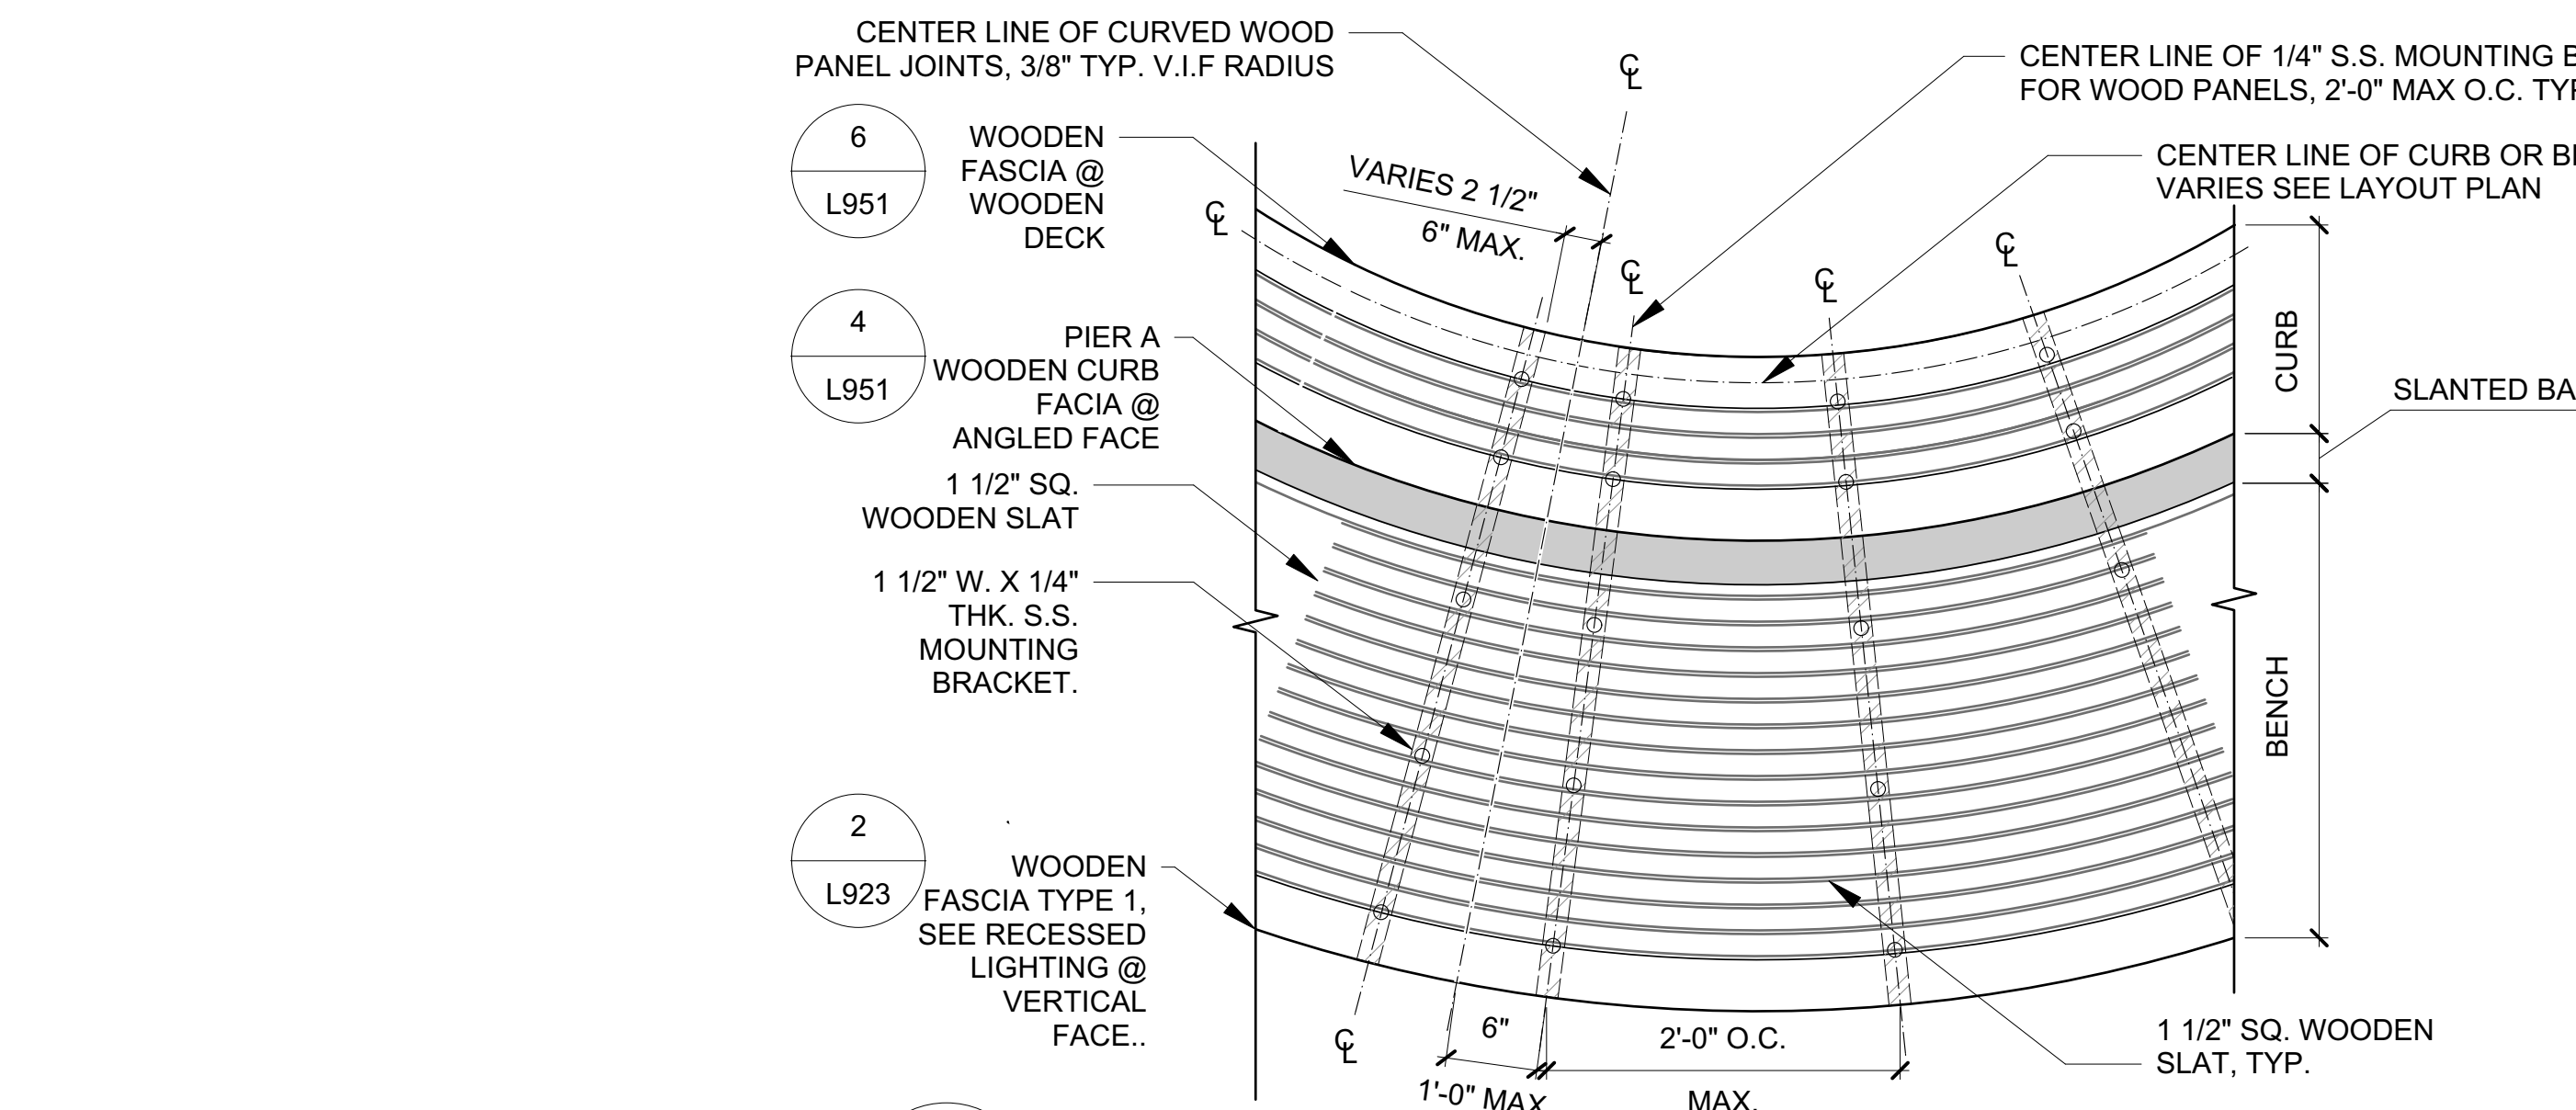 CENTER LINE OF CURVED WOOD
PANEL JOINTS, 3/8" TYP. V.I.F RADIUS
CENTER LINE OF 1/4" S.S. MOUNTING
FOR WOOD PANELS, 2'-0" MAX O.C.
CENTER LINE OF CURB OR
VARIES SEE LAYOUT PLAN
6
L951
WOODEN
FASCIA @
WOODEN
DECK
VARIES 2 1/2"
6" MAX.
℄
℄
℄
℄
℄
4
L951
PIER A
WOODEN CURB
FACIA @
ANGLED FACE
CURB
SLANTED
1 1/2" SQ.
WOODEN SLAT
1 1/2" W. X 1/4"
THK. S.S.
MOUNTING
BRACKET.
BENCH
2
L923
WOODEN
FASCIA TYPE 1,
SEE RECESSED
LIGHTING @
VERTICAL
FACE..
℄
6"
1'-0" MAX
2'-0" O.C.
MAX.
1 1/2" SQ. WOODEN
SLAT, TYP.